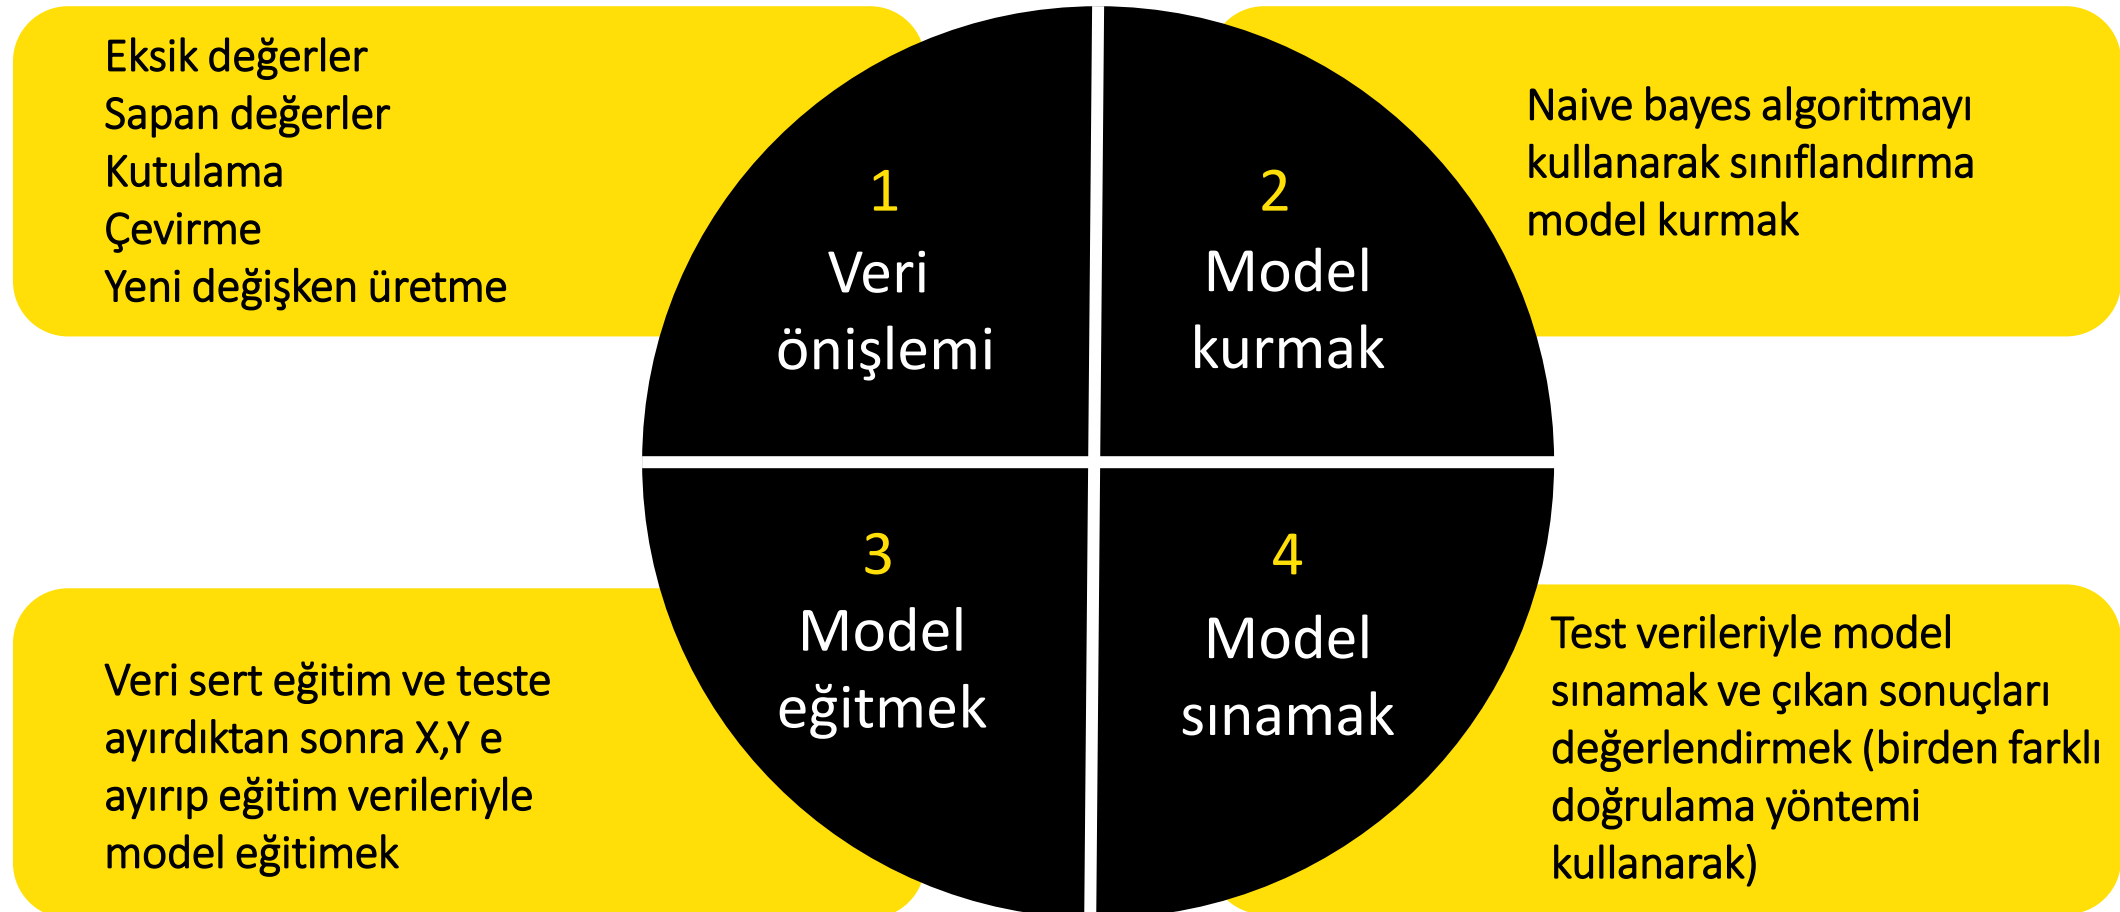 Eksik değerler
Sapan değerler
Kutulama
Çevirme
Yeni değişken üretme
1
Veri
önişlemi
2
Model
kurmak
Naive bayes algoritmayı
kullanarak sınıflandırma
model kurmak
Veri sert eğitim ve teste
ayırdıktan sonra X,Y e
ayırıp eğitim verileriyle
model eğitimek
3
Model
eğitmek
4
Model
sınamak
Test verileriyle model
sınamak ve çıkan sonuçları
değerlendirmek (birden farklı
doğrulama yöntemi
kullanarak)